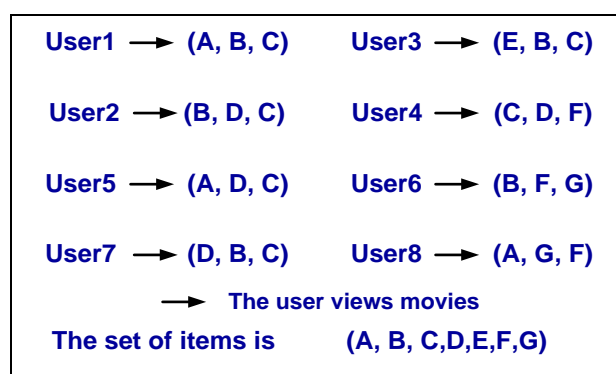 User1 → (A, B, C) User3 → (E, B, C)
User2 → (B, D, C) User4 → (C, D, F)
User5 → (A, D, C) User6 → (B, F, G)
User7 → (D, B, C) User8 → (A, G, F)
→ The user views movies
The set of items is (A, B, C,D,E,F,G)